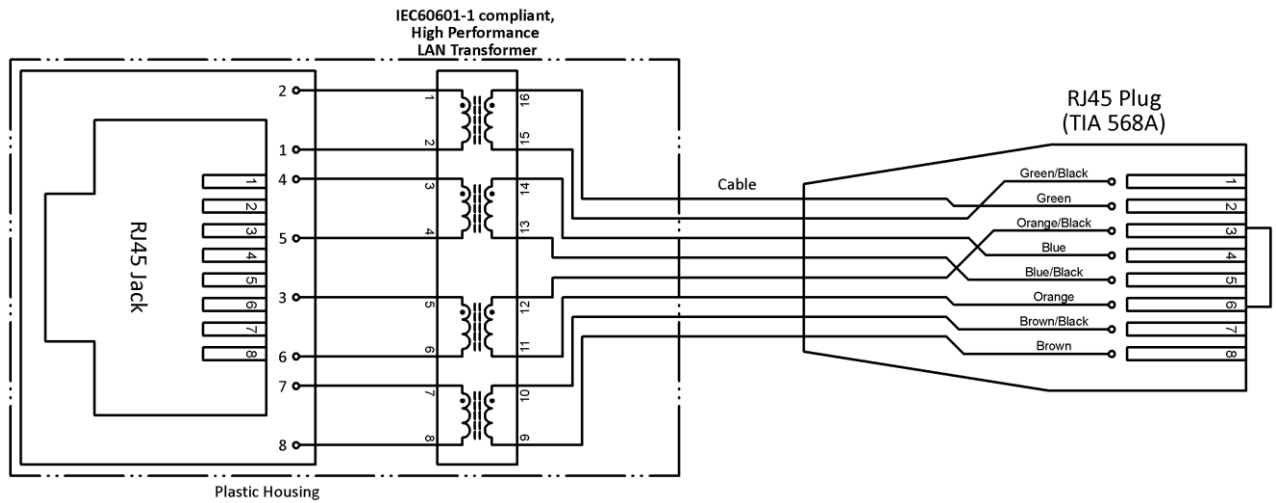 IEC60601-1 compliant,
High Performance
LAN Transformer
RJ45 Plug
(TIA 568A)
RJ45 Jack
1
2
3
4
5
6
7
8
2
1
4
5
3
6
7
8
1
2
3
4
5
6
7
8
16
15
14
13
12
11
10
9
Cable
Green/Black
Green
Orange/Black
Blue
Blue/Black
Orange
Brown/Black
Brown
1
2
3
4
5
6
7
8
Plastic Housing